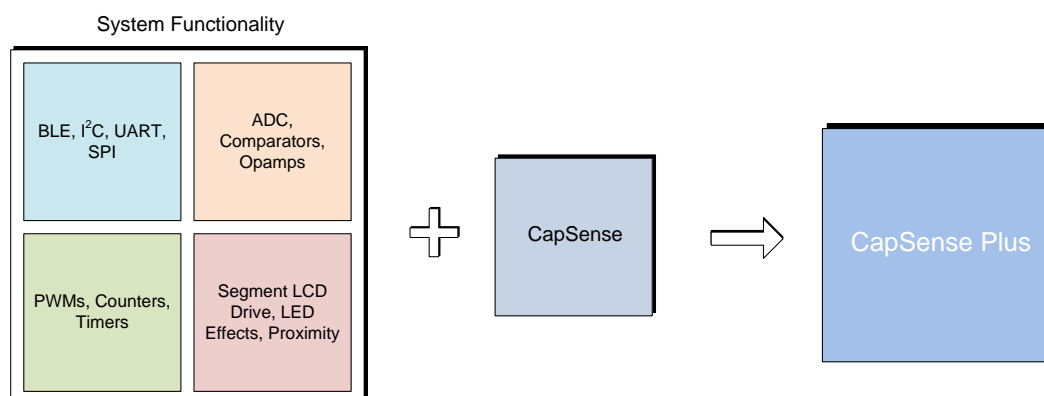 System Functionality
BLE, I²C, UART,
SPI
ADC,
Comparators,
Opamps
PWMs, Counters,
Timers
Segment LCD
Drive, LED
Effects, Proximity
CapSense
CapSense Plus